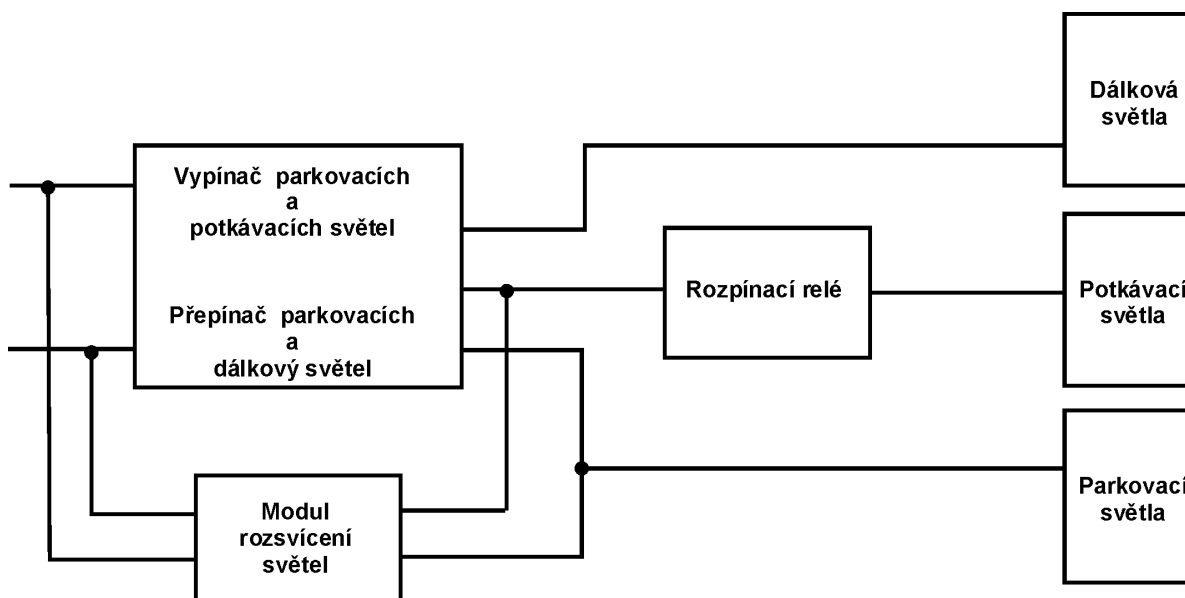 Dálková
světla
Vypínač parkovacích
a
potkávacích světel
Přepínač parkovacích
a
dálkový světel
Rozpínací relé
Potkávací
světla
Parkovací
světla
Modul
rozsvícení
světel